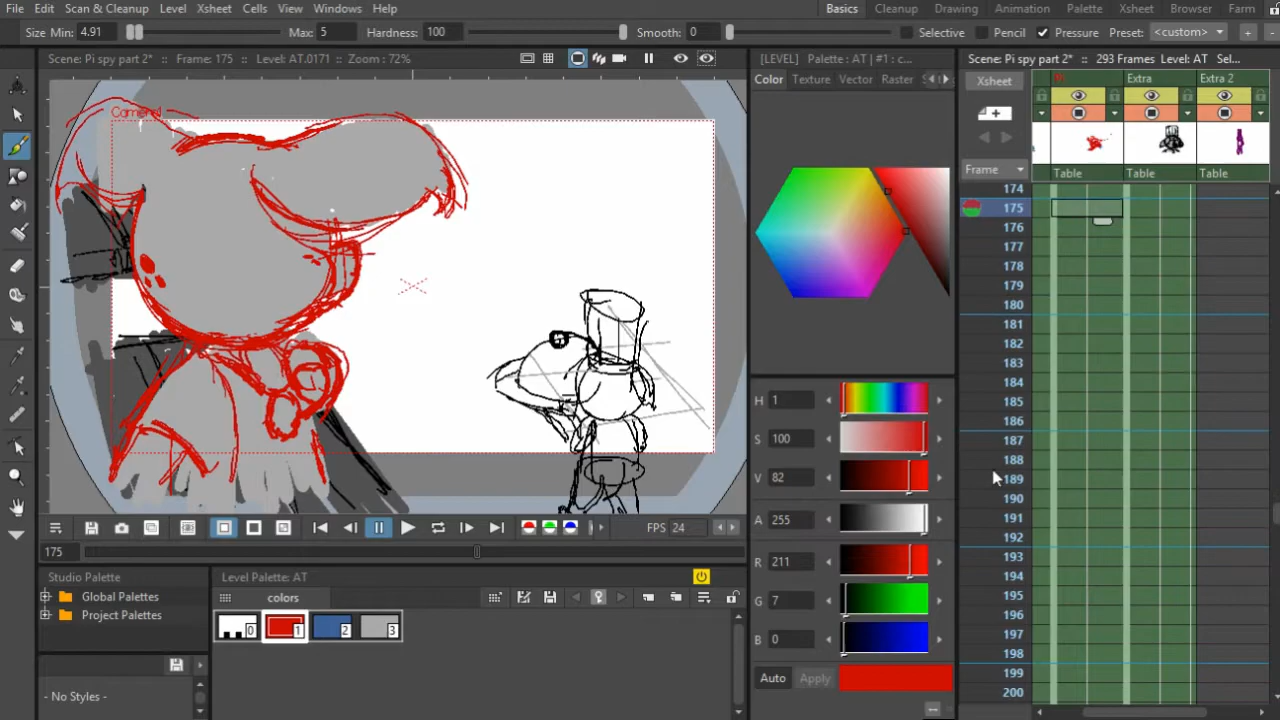 File Edit Scan & Cleanup Level Xsheet Cells View Windows Help
Basics Cleanup Drawing Animation Palette Xsheet Browser Farm
Size Min: 4.91 Max: 5 Hardness: 100 Smooth: 0 Selective Pencil Pressure Preset: <custom> + -
Scene: Pi spy part2* :: Frame: 175 :: Level: AT.0171 :: Zoom : 72%
[LEVEL] Palette : AT | #1 : c...
Scene: Pi spy part2* :: 293 Frames Level: AT Sel...
Color Texture Vector Raster
Xsheet
Extra
Extra 2
Camera1
Frame
Table
Table
Table
174
175
176
177
178
179
180
181
182
183
184
185
186
187
188
189
190
191
192
193
194
195
196
197
198
199
200
H 1
S 100
V 82
A 255
R 211
G 7
B 0
Auto Apply
FPS 24
175
Studio Palette
Global Palettes
Project Palettes
- No Styles -
Level Palette: AT
colors
0 1 2 3